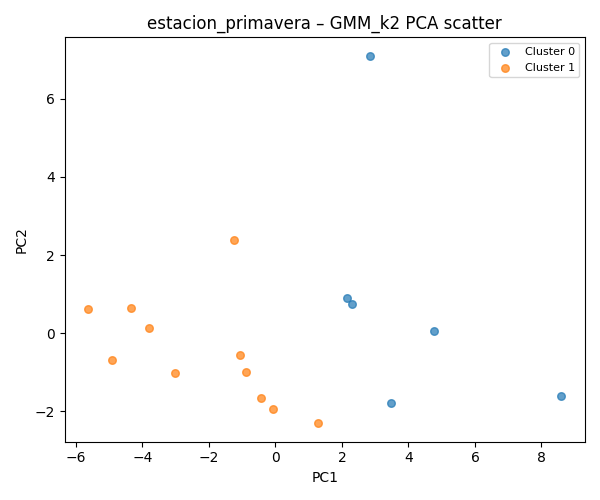 estacion_primavera – GMM_k2 PCA scatter
Cluster 0
Cluster 1
PC2
6
4
2
0
−2
−6
−4
−2
0
2
4
6
8
PC1